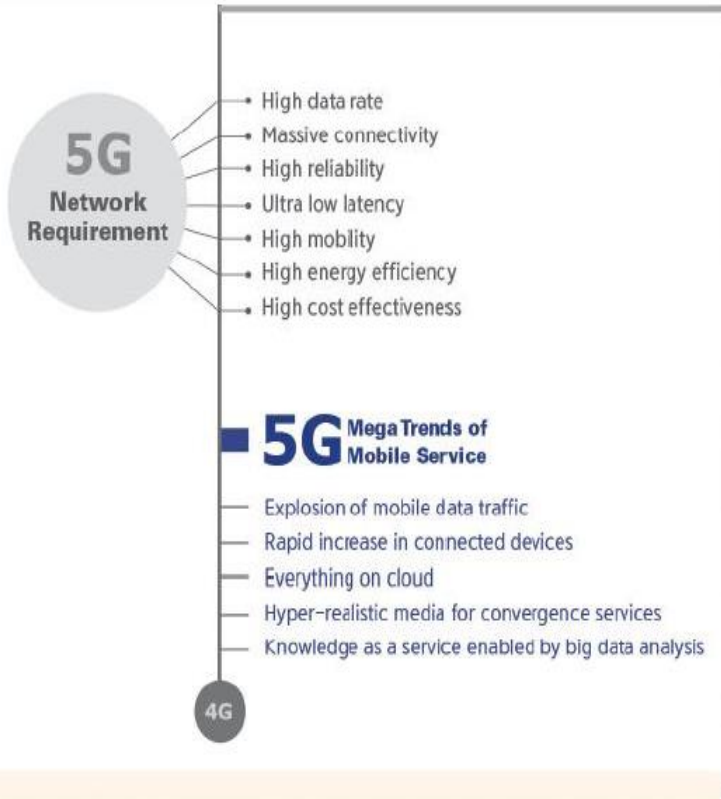 5G
Network
Requirement
High data rate
Massive connectivity
High reliability
Ultra low latency
High mobility
High energy efficiency
High cost effectiveness
5G Mega Trends of
Mobile Service
Explosion of mobile data traffic
Rapid increase in connected devices
Everything on cloud
Hyper-realistic media for convergence services
Knowledge as a service enabled by big data analysis
4G